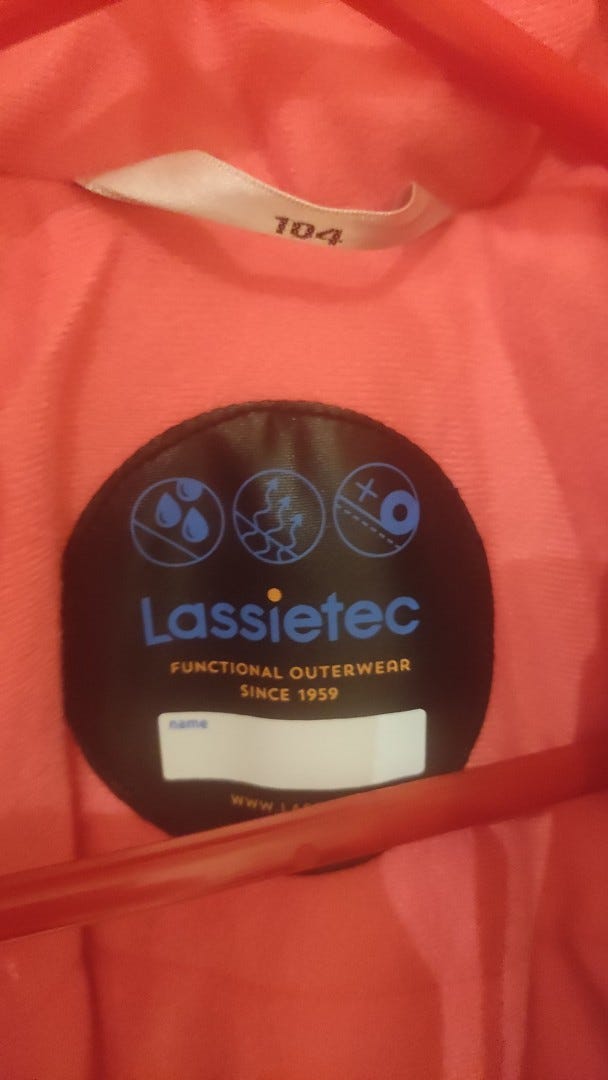 104
Lassietec
FUNCTIONAL OUTERWEAR
SINCE 1959
name